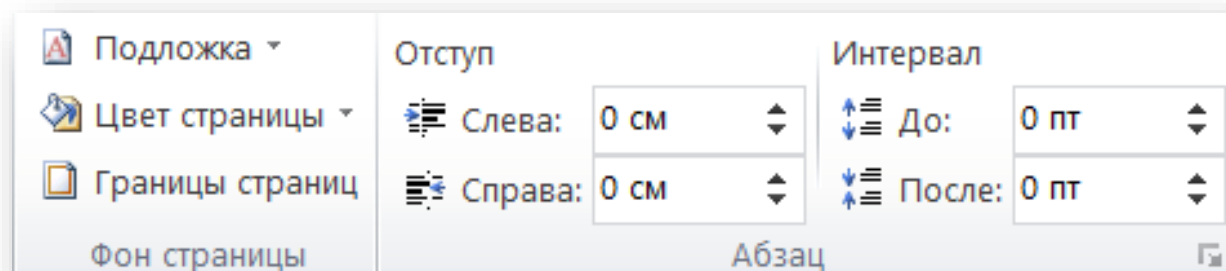 Подложка
Цвет страницы
Границы страниц
Фон страницы
Отступ
Слева: 0 см
Справа: 0 см
Интервал
До: 0 пт
После: 0 пт
Абзац